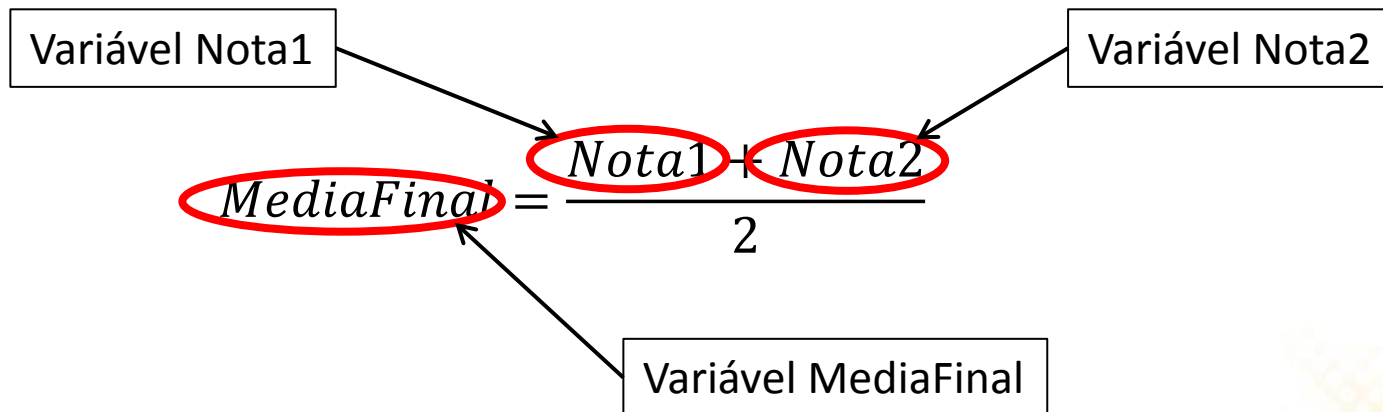 Variável Nota1
Variável Nota2
Nota1 + Nota2
MediaFinal =
2
Variável MediaFinal